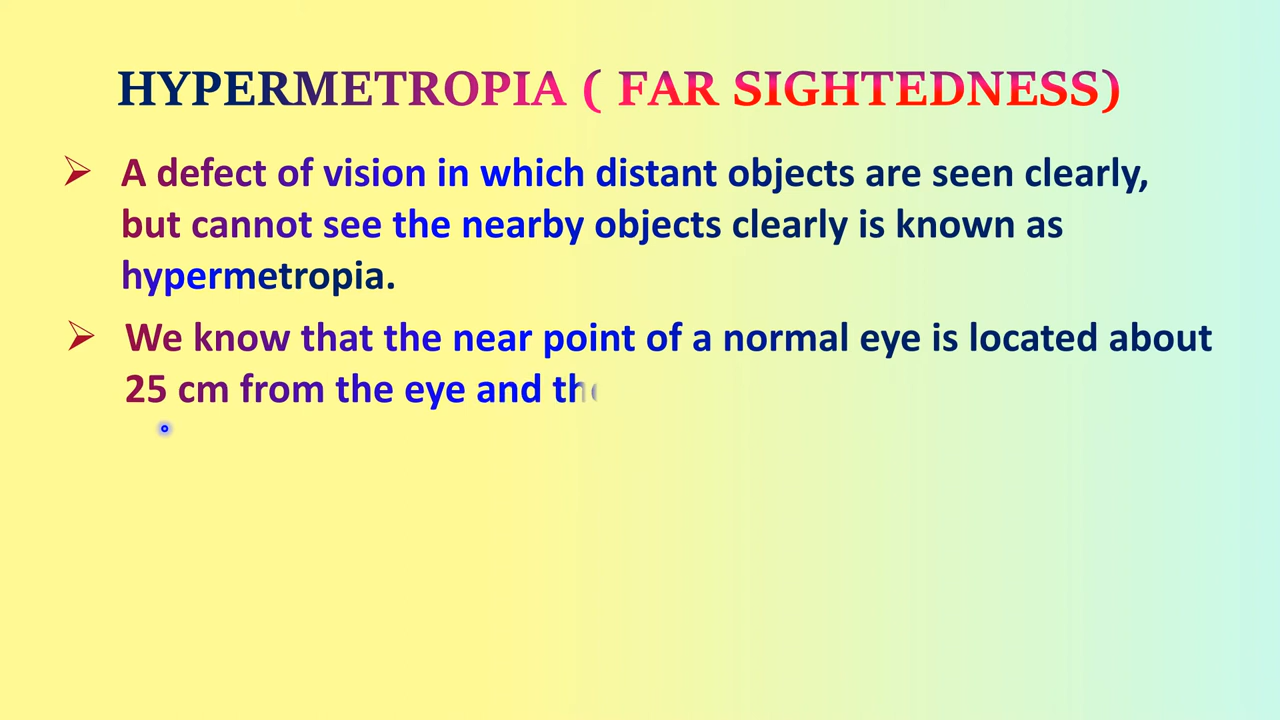 HYPERMETROPIA ( FAR SIGHTEDNESS)
A defect of vision in which distant objects are seen clearly,
but cannot see the nearby objects clearly is known as
hypermetropia.
We know that the near point of a normal eye is located about
25 cm from the eye and